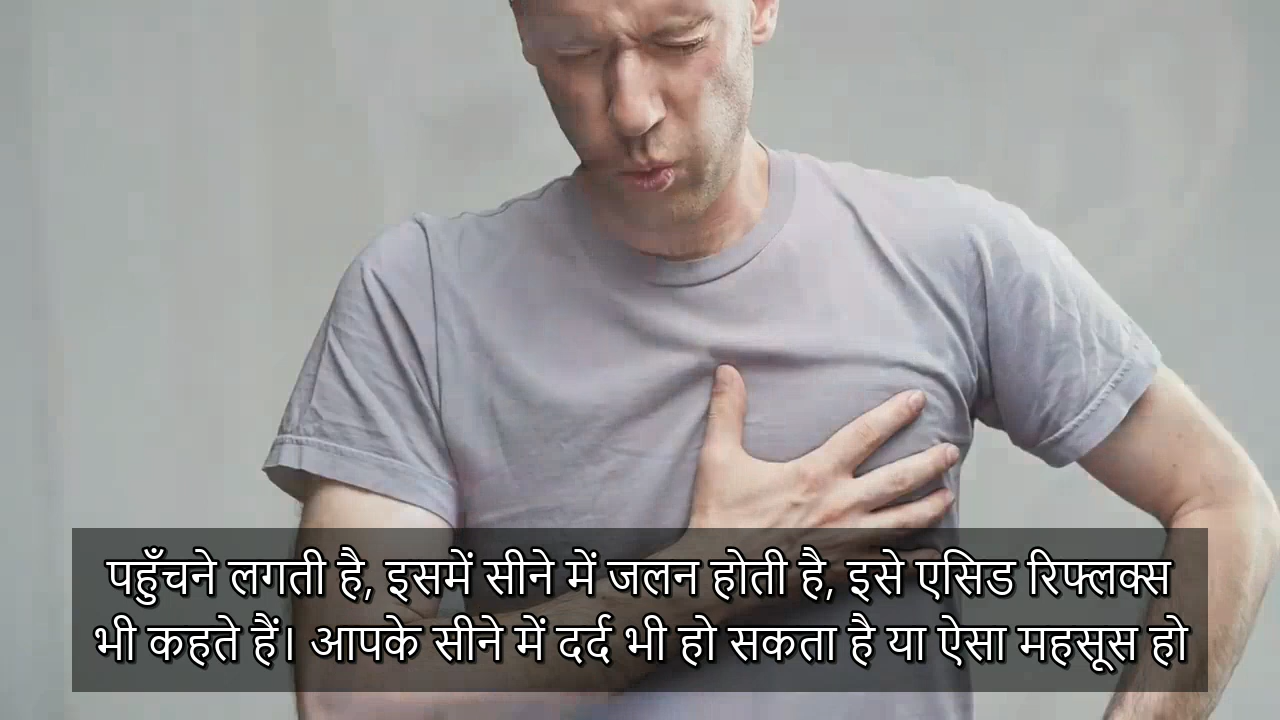 पहुँचने लगती है, इसमें सीने में जलन होती है, इसे एसिड रिफ्लक्स
भी कहते हैं। आपके सीने में दर्द भी हो सकता है या ऐसा महसूस हो